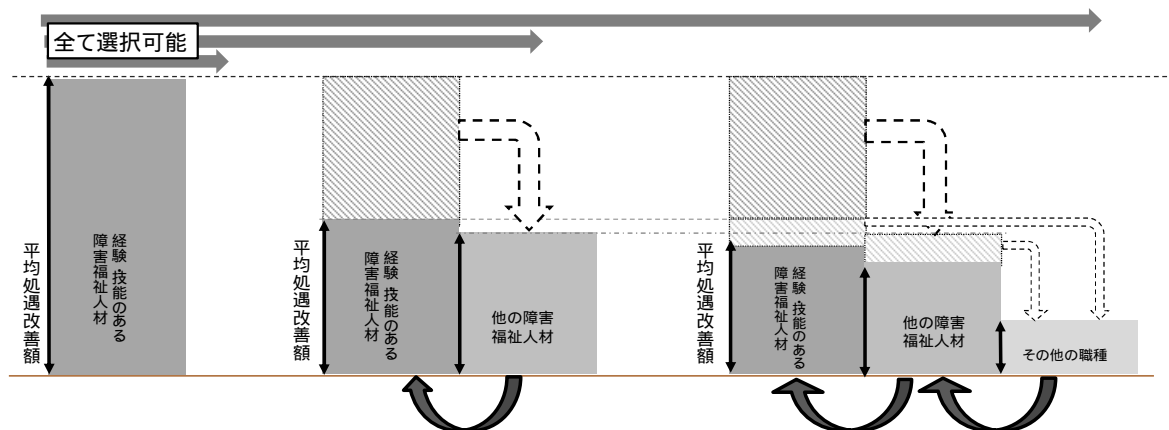 全て選択可能
平均処遇改善額
経験・技能のある
障害福祉人材
平均処遇改善額
経験・技能のある
障害福祉人材
他の障害
福祉人材
平均処遇改善額
経験・技能のある
障害福祉人材
他の障害
福祉人材
その他の職種